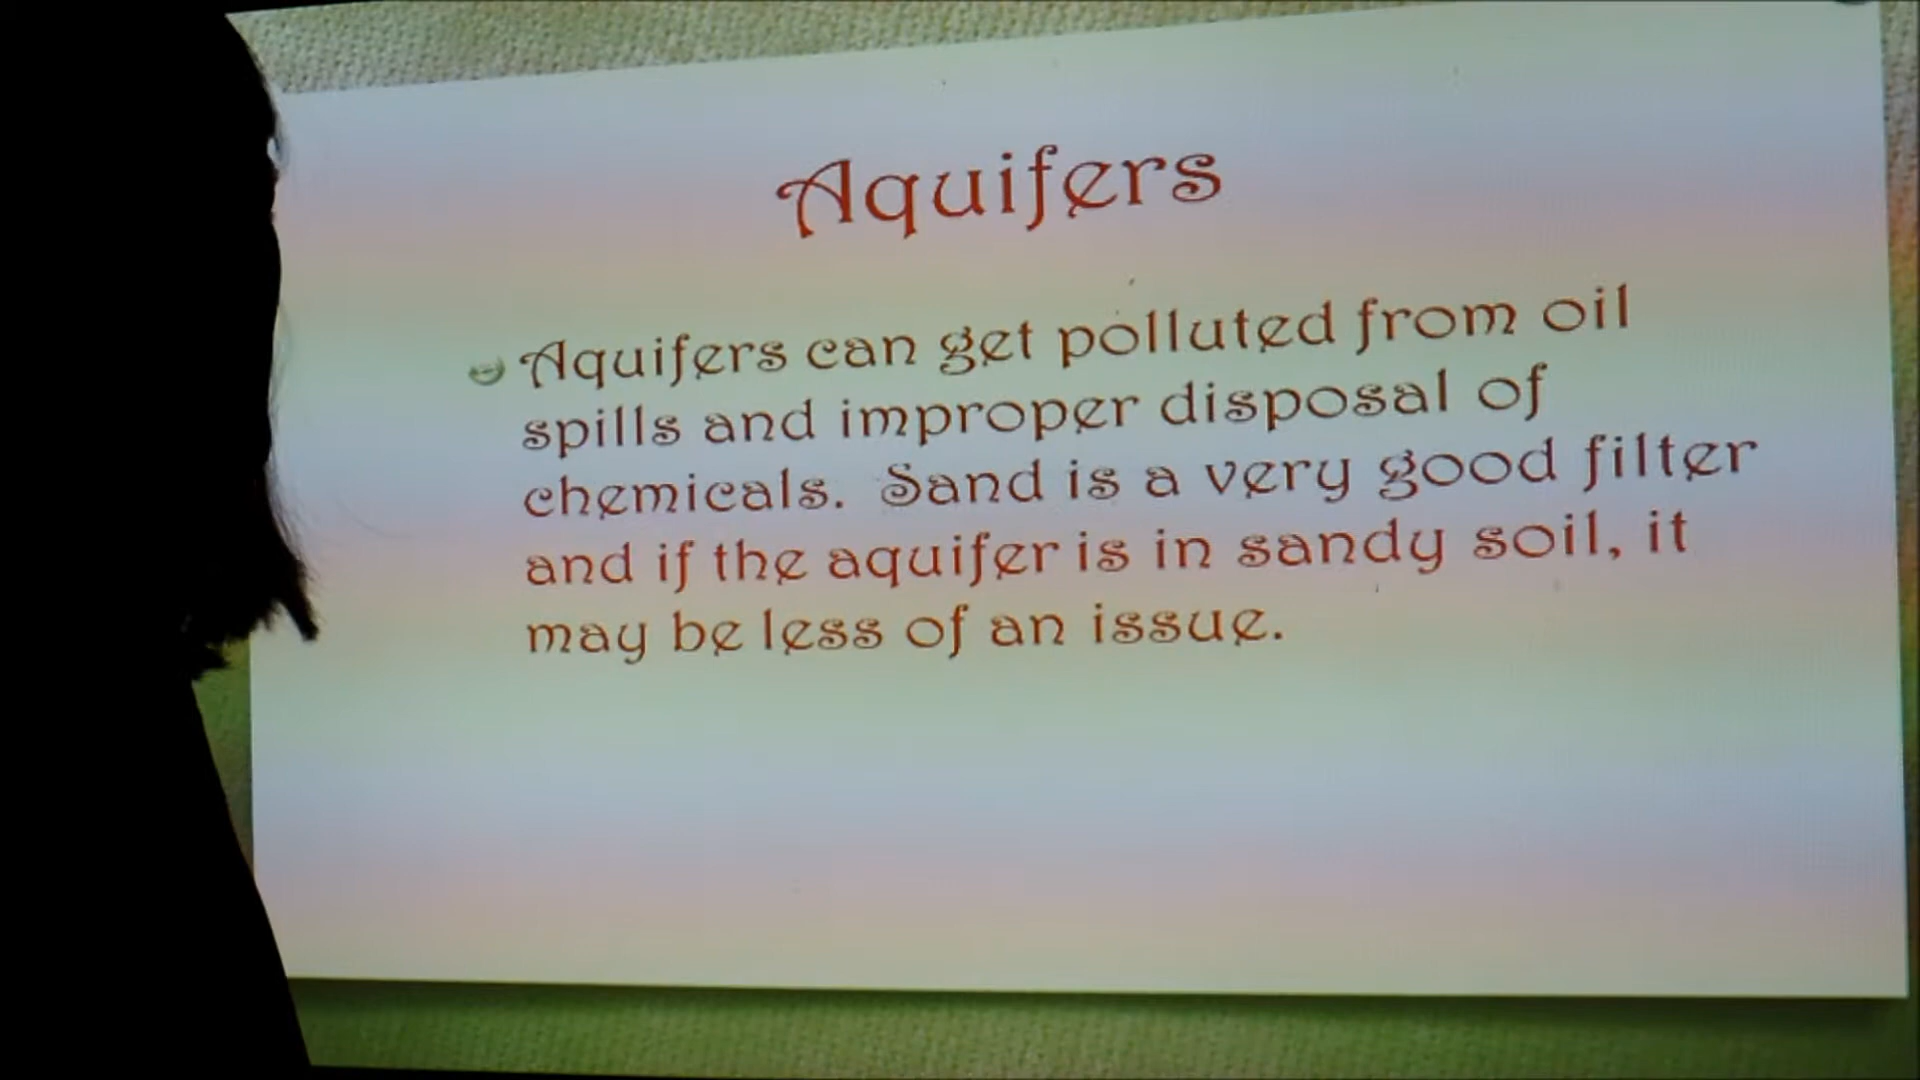 Aquifers
Aquifers can get polluted from oil
spills and improper disposal of
chemicals. Sand is a very good filter
and if the aquifer is in sandy soil, it
may be less of an issue.